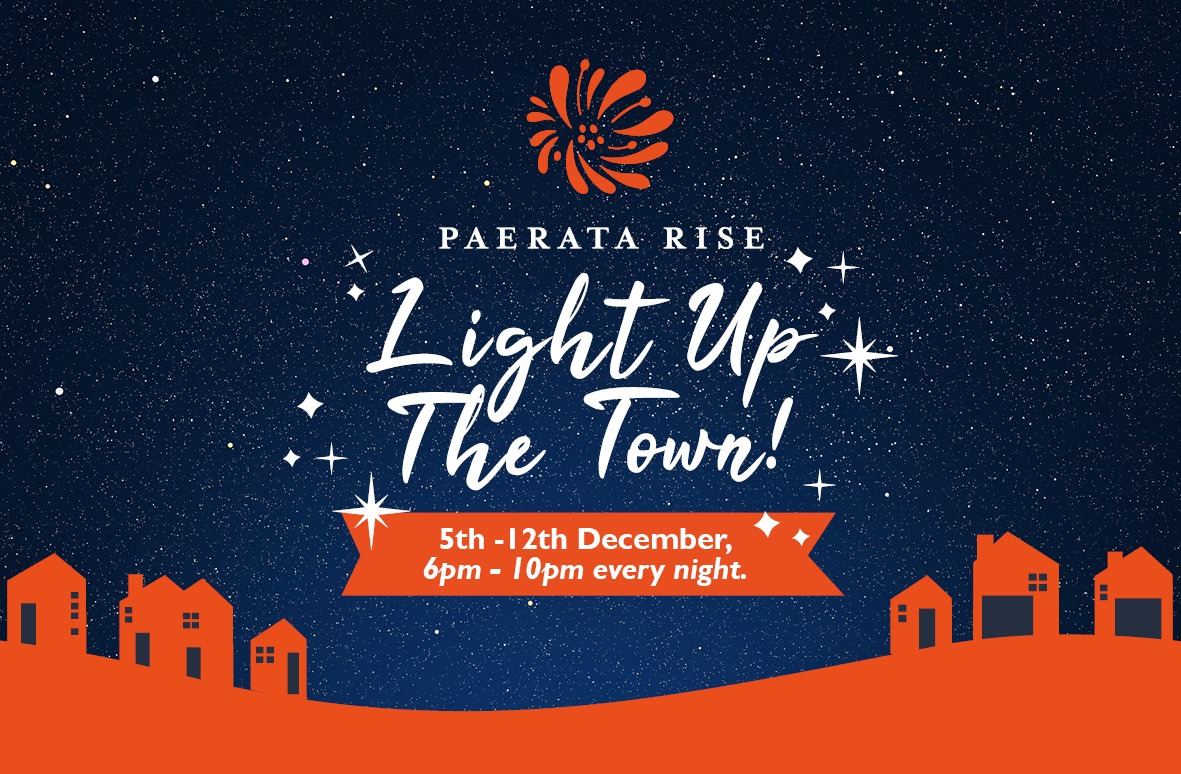 PAERATA RISE
Light Up
The Town!
5th -12th December,
6pm - 10pm every night.